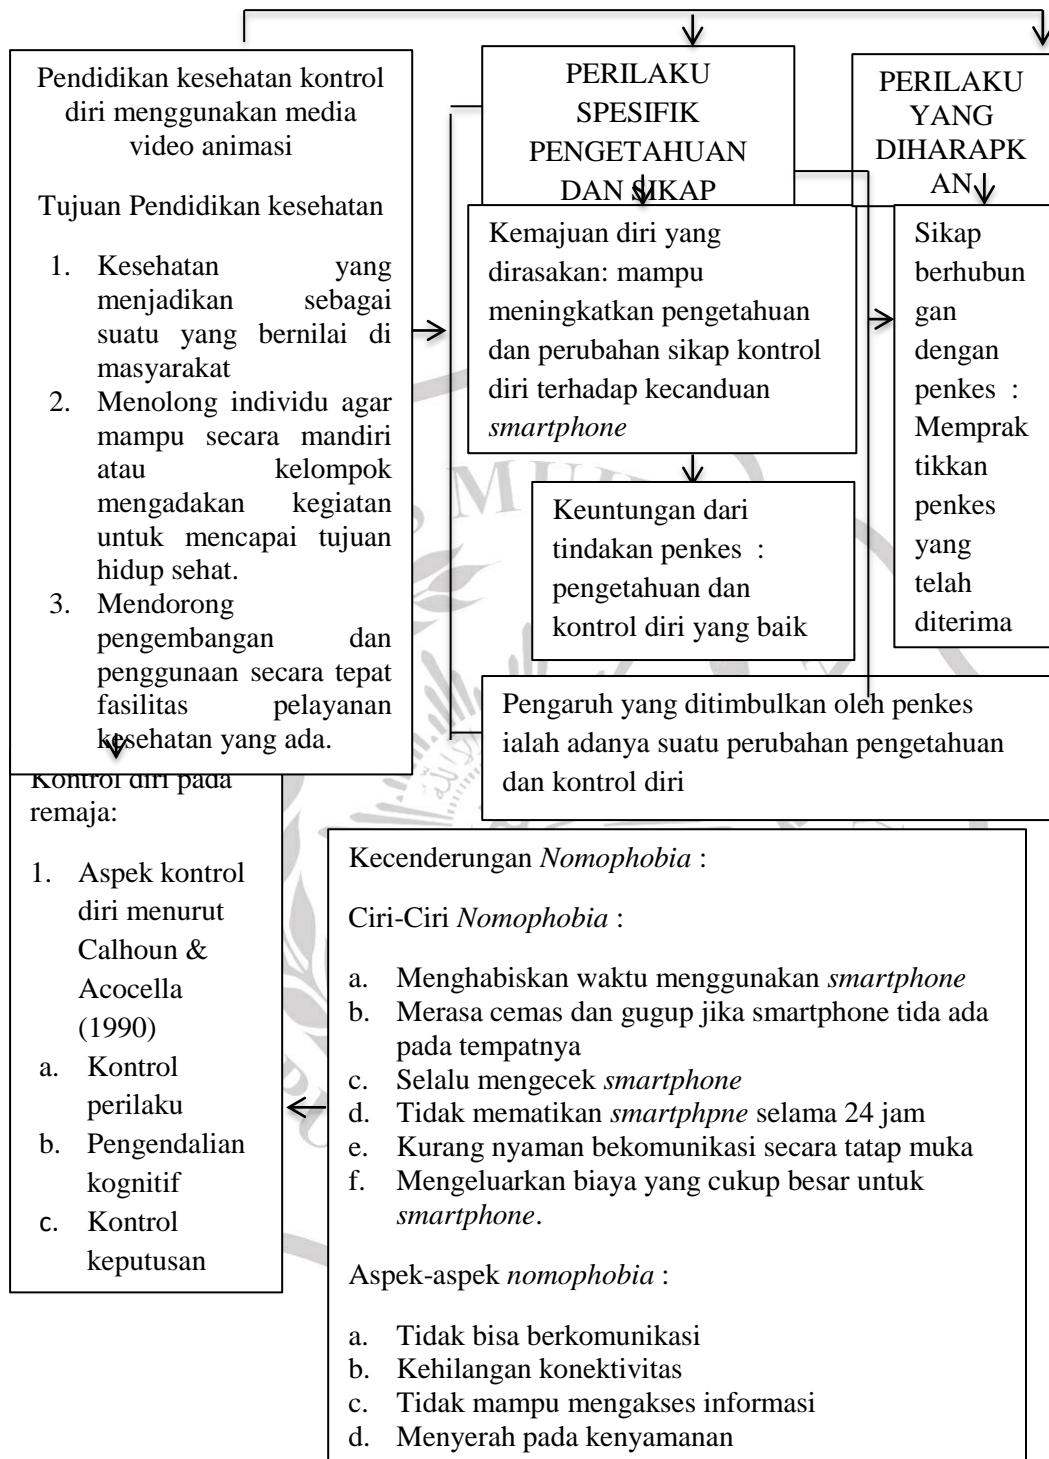 Pendidikan kesehatan kontrol
diri menggunakan media
video animasi
Tujuan Pendidikan kesehatan
1. Kesehatan yang
menjadikan sebagai
suatu yang bernilai di
masyarakat
2. Menolong individu agar
mampu secara mandiri
atau kelompok
mengadakan kegiatan
untuk mencapai tujuan
hidup sehat.
3. Mendorong
pengembangan dan
penggunaan secara tepat
fasilitas pelayanan
kesehatan yang ada.
PERILAKU
SPESIFIK
PENGETAHUAN
DAN SIKAP
PERILAKU
YANG
DIHARAPK
AN
Kemajuan diri yang
dirasakan: mampu
meningkatkan pengetahuan
dan perubahan sikap kontrol
diri terhadap kecanduan
smartphone
Sikap
berhubun
gan
dengan
penkes :
Memprak
tikkan
penkes
yang
telah
diterima
Keuntungan dari
tindakan penkes :
pengetahuan dan
kontrol diri yang baik
Pengaruh yang ditimbulkan oleh penkes
ialah adanya suatu perubahan pengetahuan
dan kontrol diri
Kontrol diri pada
remaja:
1. Aspek kontrol
diri menurut
Calhoun &
Acocella
(1990)
a. Kontrol
perilaku
b. Pengendalian
kognitif
c. Kontrol
keputusan
Kecenderungan Nomophobia :
Ciri-Ciri Nomophobia :
a. Menghabiskan waktu menggunakan smartphone
b. Merasa cemas dan gugup jika smartphone tida ada
pada tempatnya
c. Selalu mengecek smartphone
d. Tidak mematikan smartphpne selama 24 jam
e. Kurang nyaman bekomunikasi secara tatap muka
f. Mengeluarkan biaya yang cukup besar untuk
smartphone.
Aspek-aspek nomophobia :
a. Tidak bisa berkomunikasi
b. Kehilangan konektivitas
c. Tidak mampu mengakses informasi
d. Menyerah pada kenyamanan